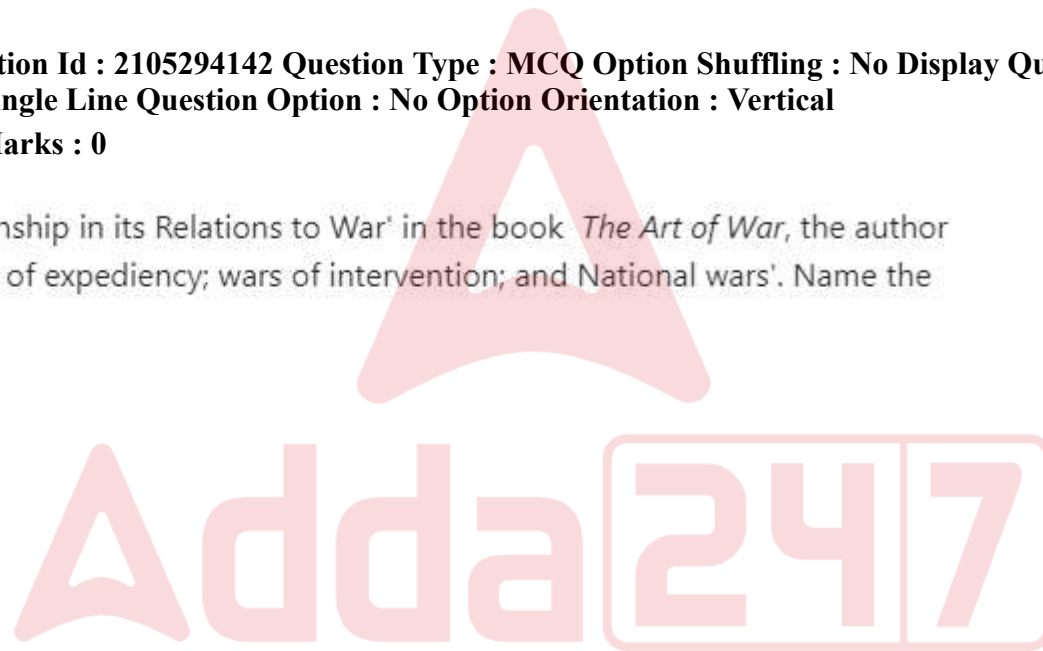 tion Id : 2105294142 Question Type : MCQ Option Shuffling : No Display Qu
ngle Line Question Option : No Option Orientation : Vertical
arks : 0
nship in its Relations to War' in the book The Art of War, the author
of expediency; wars of intervention; and National wars'. Name the
Adda247